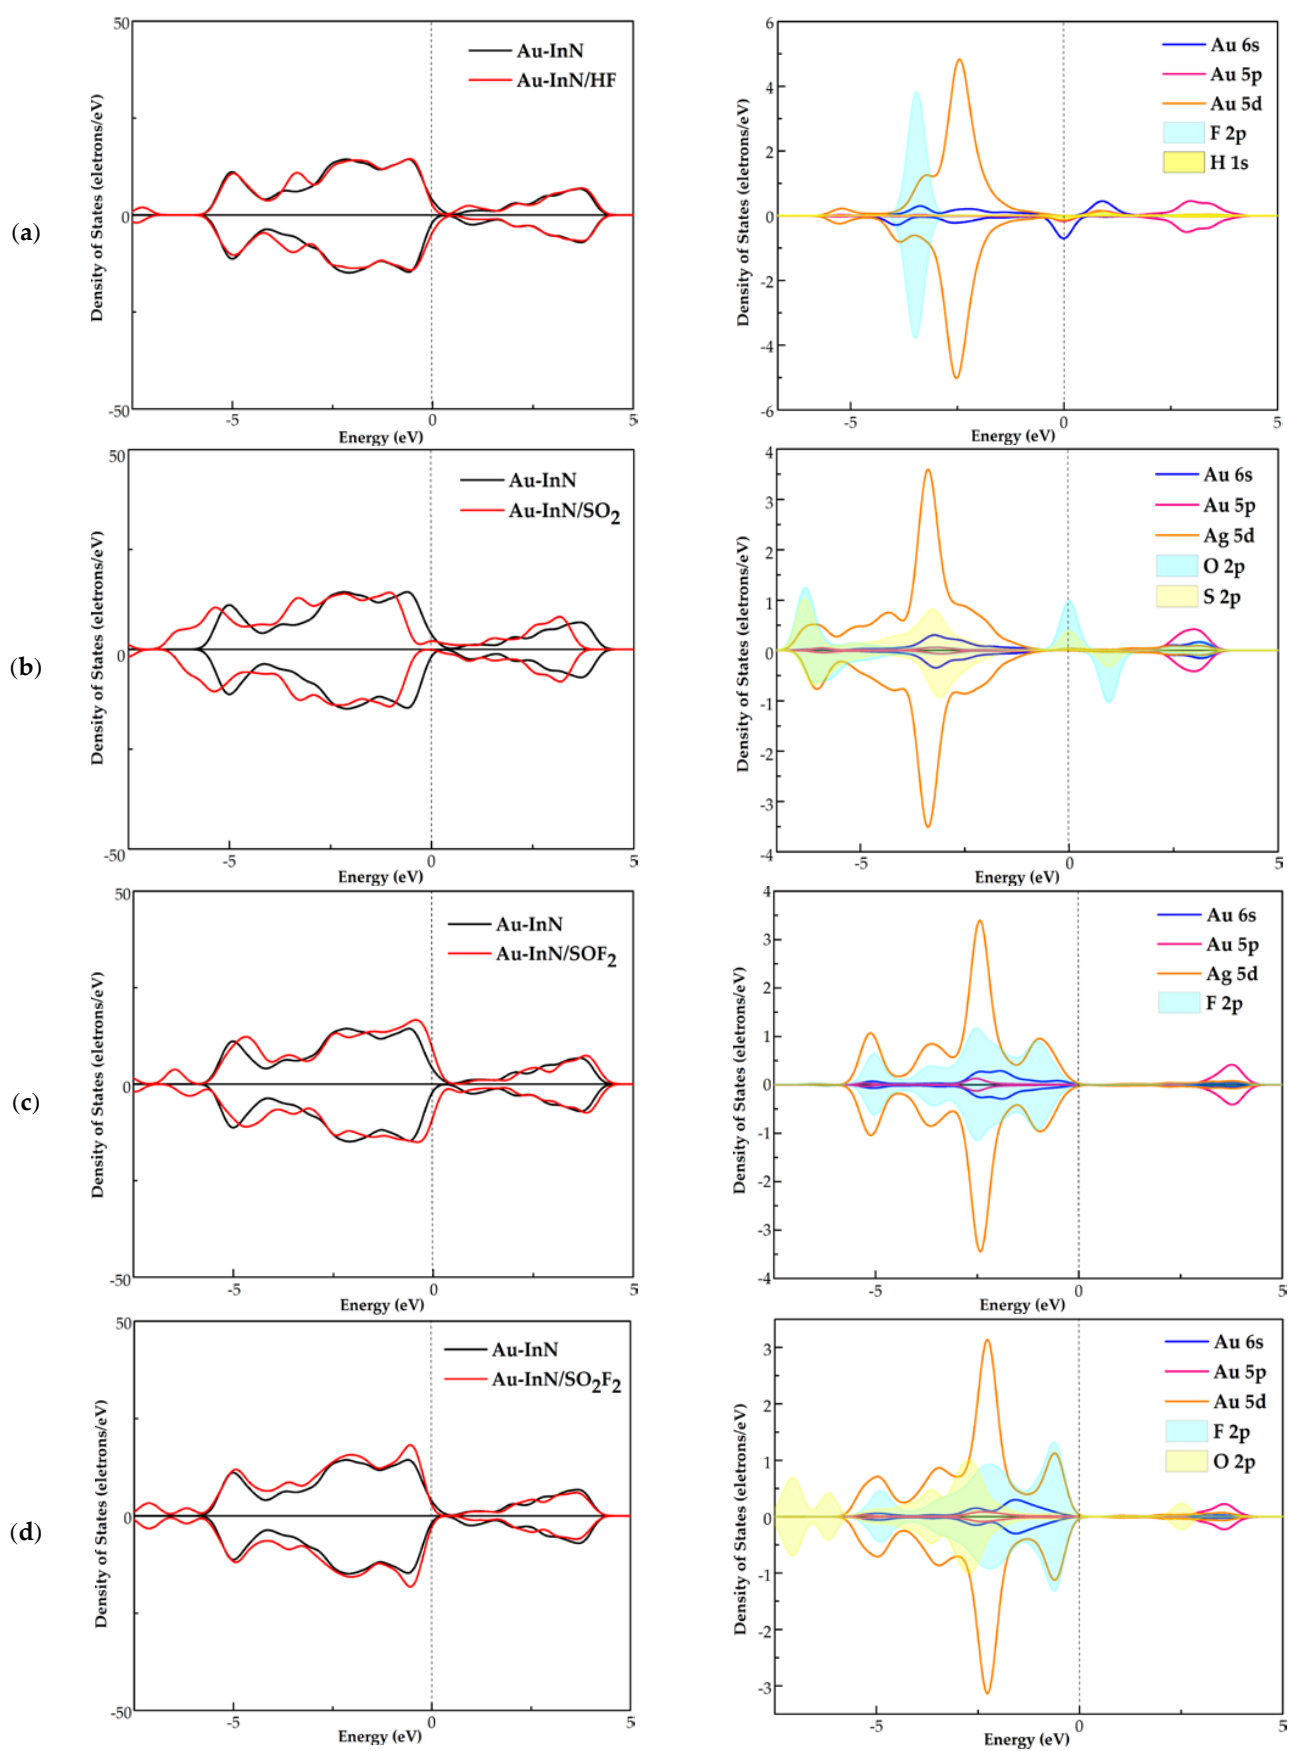 (a)
50
0
-50
-5
0
5
Energy (eV)
Density of States (eletrons/eV)
Au-InN
Au-InN/HF
6
4
2
0
-2
-4
-6
-5
0
5
Energy (eV)
Density of States (eletrons/eV)
Au 6s
Au 5p
Au 5d
F 2p
H 1s
(b)
50
0
-50
-5
0
5
Energy (eV)
Density of States (eletrons/eV)
Au-InN
Au-InN/SO2
4
3
2
1
0
-1
-2
-3
-4
-5
0
5
Energy (eV)
Density of States (eletrons/eV)
Au 6s
Au 5p
Ag 5d
O 2p
S 2p
(c)
50
0
-50
-5
0
5
Energy (eV)
Density of States (eletrons/eV)
Au-InN
Au-InN/SOF2
4
3
2
1
0
-1
-2
-3
-4
-5
0
5
Energy (eV)
Density of States (eletrons/eV)
Au 6s
Au 5p
Ag 5d
F 2p
(d)
50
0
-50
-5
0
5
Energy (eV)
Density of States (eletrons/eV)
Au-InN
Au-InN/SO2F2
3
2
1
0
-1
-2
-3
-5
0
5
Energy (eV)
Density of States (eletrons/eV)
Au 6s
Au 5p
Au 5d
F 2p
O 2p